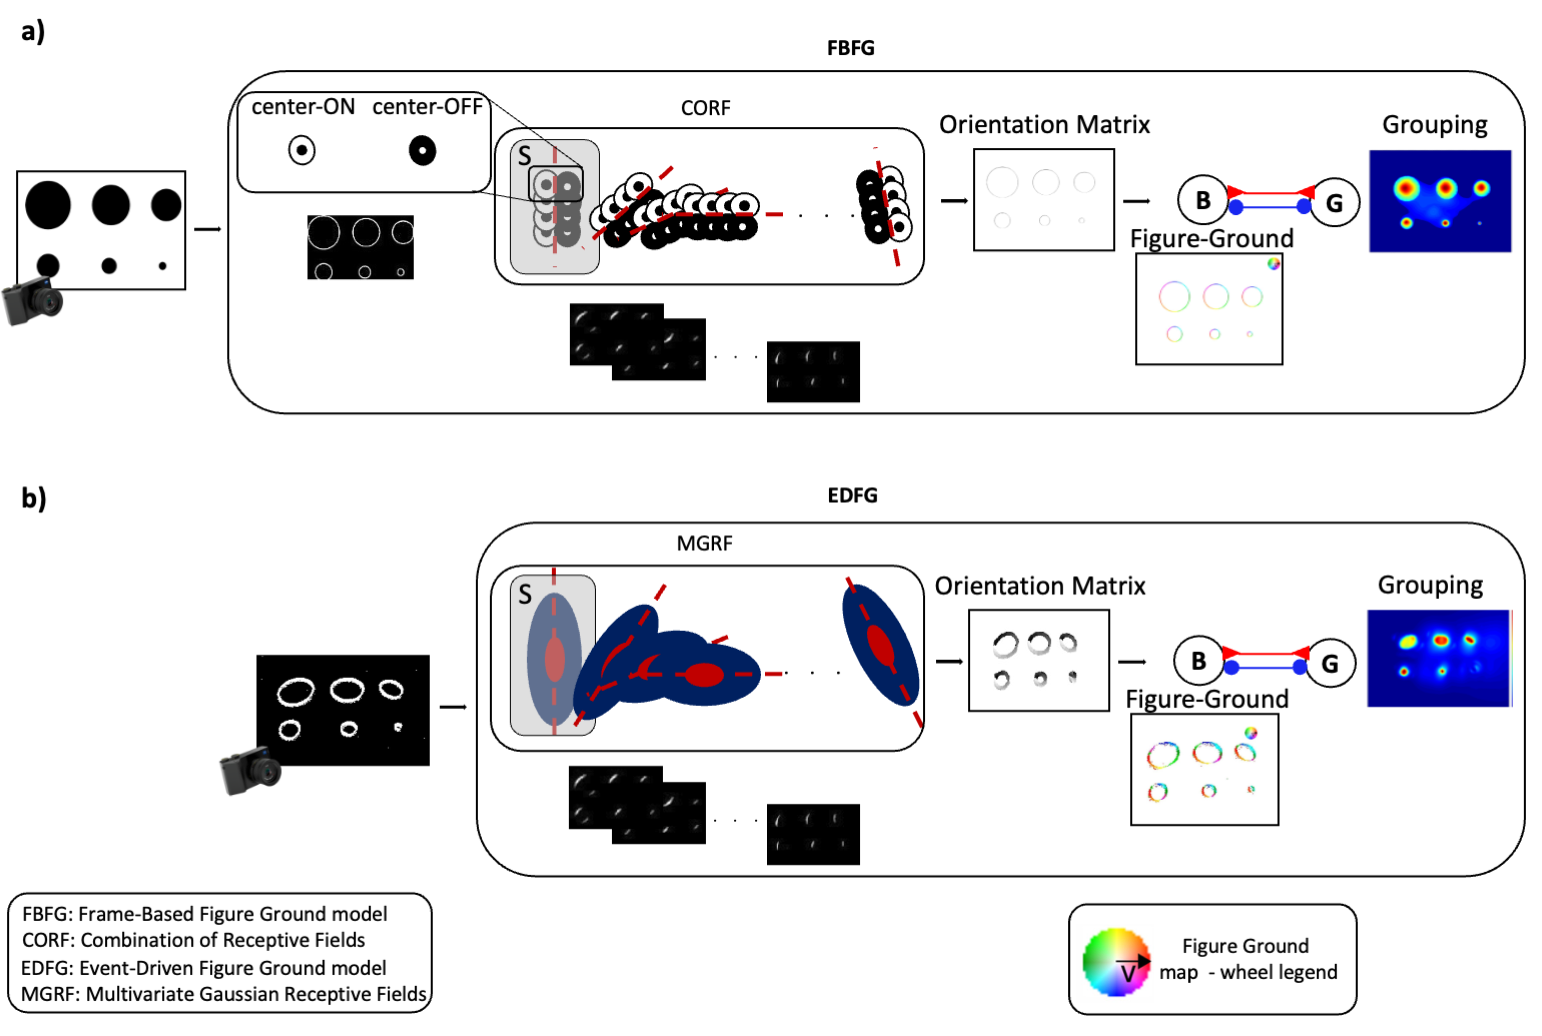 a)
FBFG
center-ON center-OFF
CORF
S
Orientation Matrix
B
G
Figure-Ground
Grouping
b)
EDFG
MGRF
S
Orientation Matrix
B
G
Figure-Ground
Grouping
FBFG: Frame-Based Figure Ground model
CORF: Combination of Receptive Fields
EDFG: Event-Driven Figure Ground model
MGRF: Multivariate Gaussian Receptive Fields
V
Figure Ground
map - wheel legend